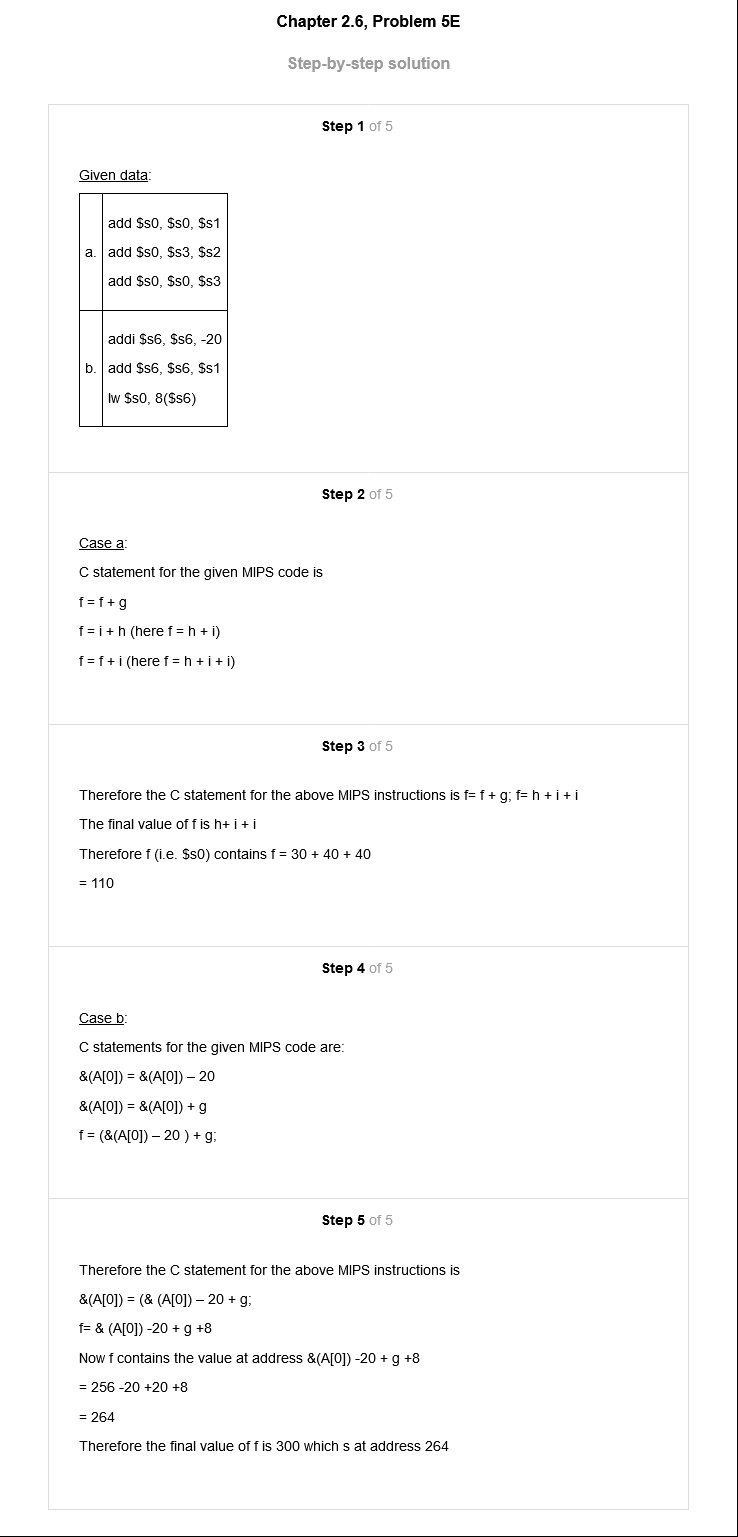 Chapter 2.6, Problem 5E
Step-by-step solution
Step 1 of 5
Given data:
a.
add $s0, $s0, $s1
add $s0, $s3, $s2
add $s0, $s0, $s3
b.
addi $s6, $s6, -20
add $s6, $s6, $s1
lw $s0, 8($s6)
Step 2 of 5
Case a:
C statement for the given MIPS code is
f = f + g
f = i + h (here f = h + i)
f = f + i (here f = h + i + i)
Step 3 of 5
Therefore the C statement for the above MIPS instructions is f= f + g; f= h + i + i
The final value of f is h+ i + i
Therefore f (i.e. $s0) contains f = 30 + 40 + 40
= 110
Step 4 of 5
Case b:
C statements for the given MIPS code are:
&(A[0]) = &(A[0]) – 20
&(A[0]) = &(A[0]) + g
f = (&(A[0]) – 20 ) + g;
Step 5 of 5
Therefore the C statement for the above MIPS instructions is
&(A[0]) = (& (A[0]) – 20 + g;
f= & (A[0]) -20 + g +8
Now f contains the value at address &(A[0]) -20 + g +8
= 256 -20 +20 +8
= 264
Therefore the final value of f is 300 which s at address 264